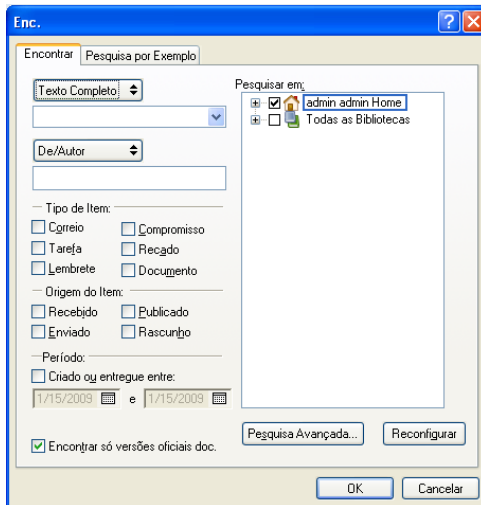 Enc.
Encontrar Pesquisa por Exemplo
Texto Completo
Pesquisar em:
admin admin Home
Todas as Bibliotecas
De/Autor
Tipo de Item:
Correio Compromisso
Tarefa Recado
Lembrete Documento
Origem do Item:
Recebido Publicado
Enviado Rascunho
Período:
Criado ou entregue entre:
1/15/2009 e 1/15/2009
Encontrar só versões oficiais doc.
Pesquisa Avançada... Reconfigurar
OK Cancelar